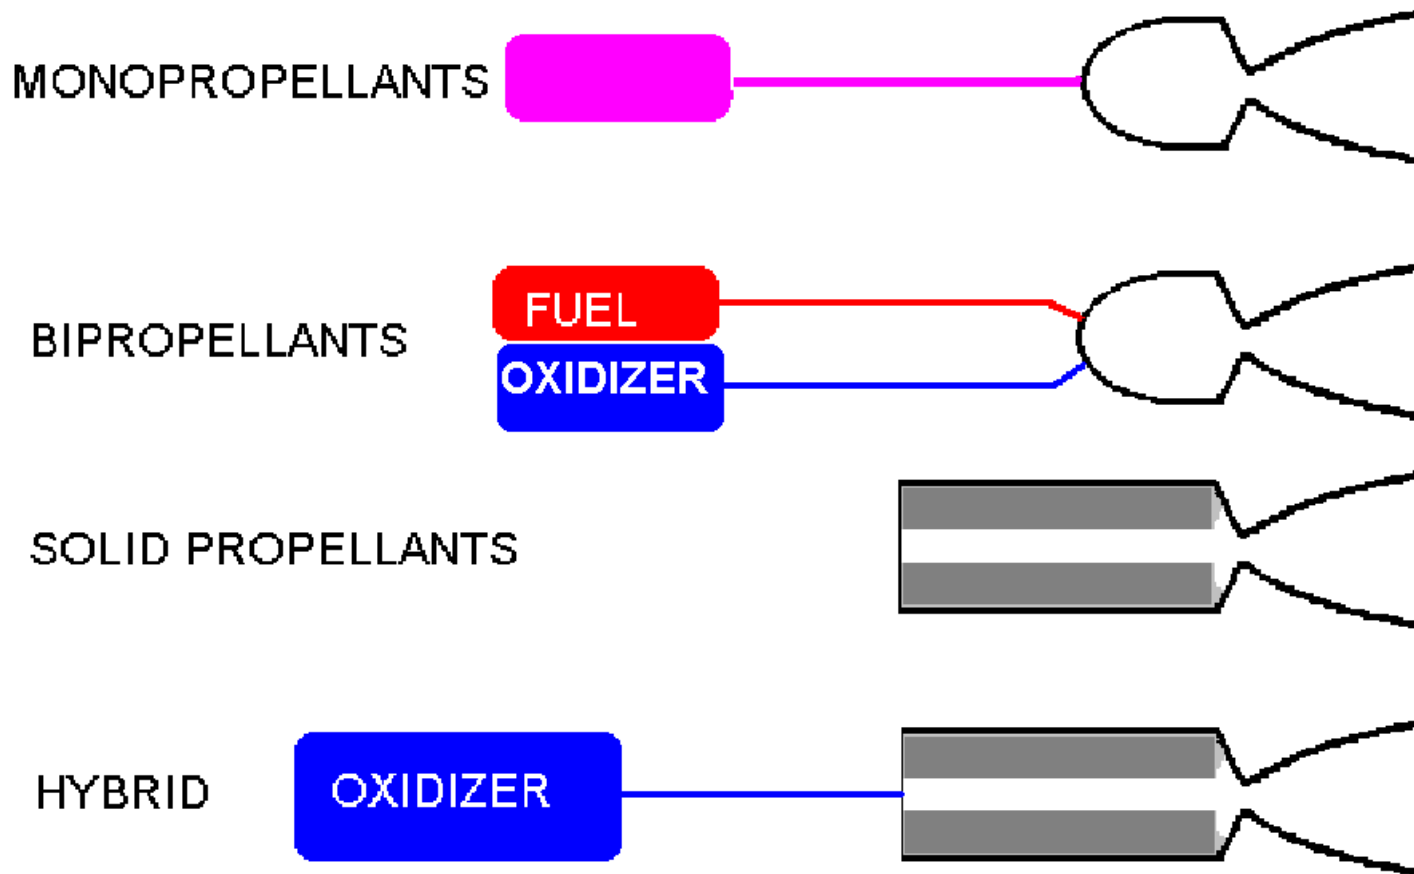 MONOPROPELLANTS
BIPROPELLANTS
FUEL
OXIDIZER
SOLID PROPELLANTS
HYBRID
OXIDIZER